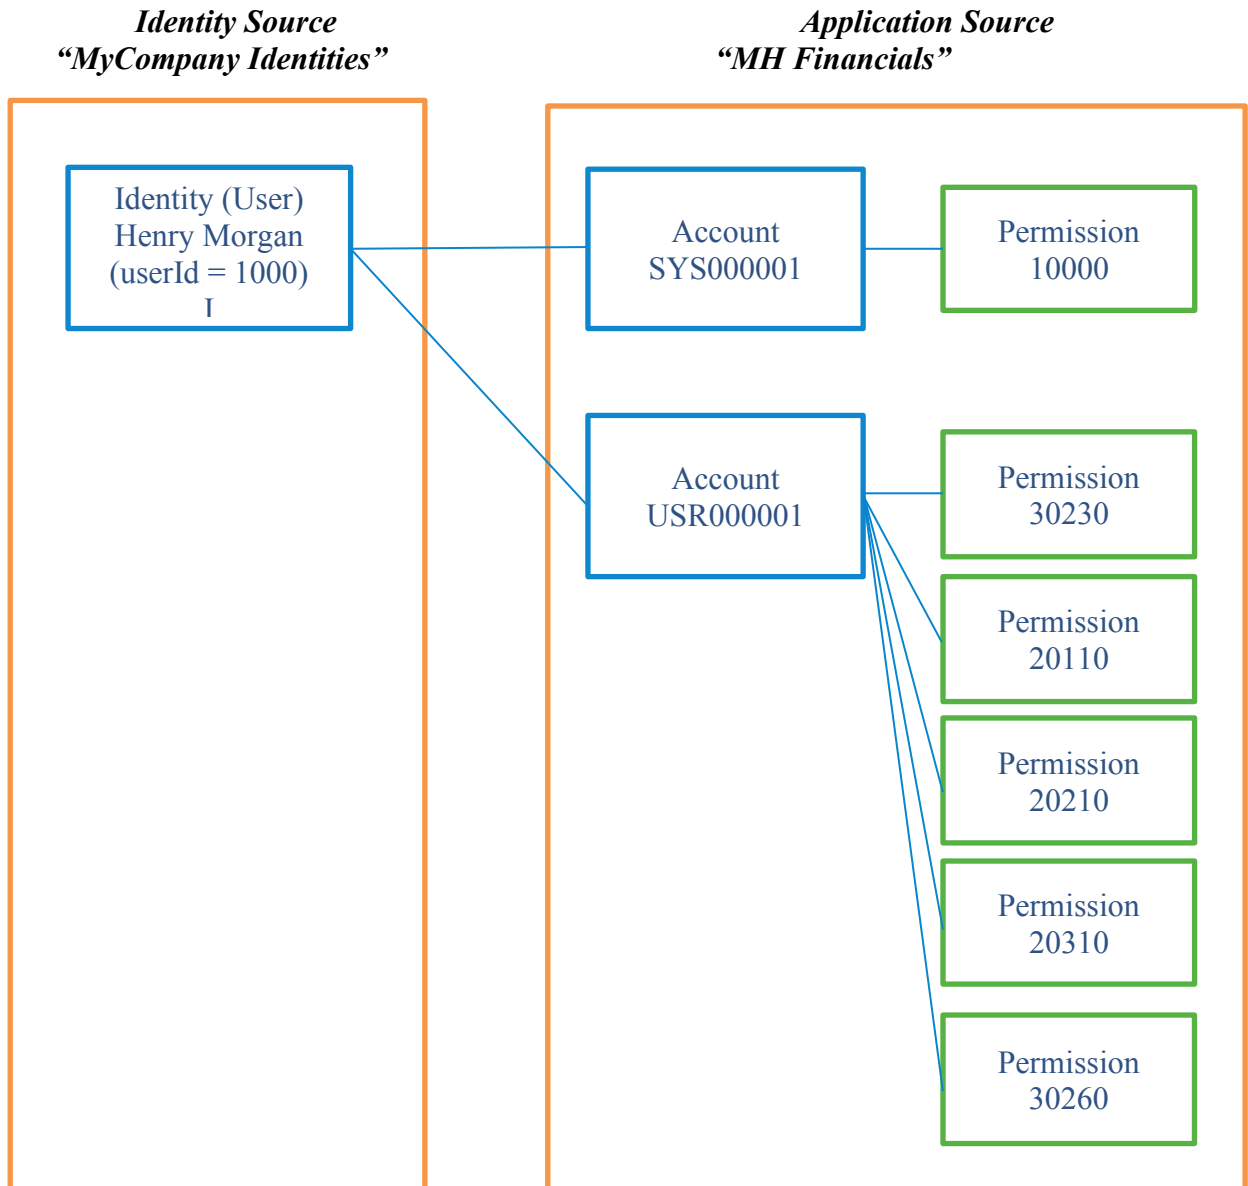 Identity Source
“MyCompany Identities”
Application Source
“MH Financials”
Identity (User)
Henry Morgan
(userId = 1000)
I
Account
SYS000001
Permission
10000
Account
USR000001
Permission
30230
Permission
20110
Permission
20210
Permission
20310
Permission
30260